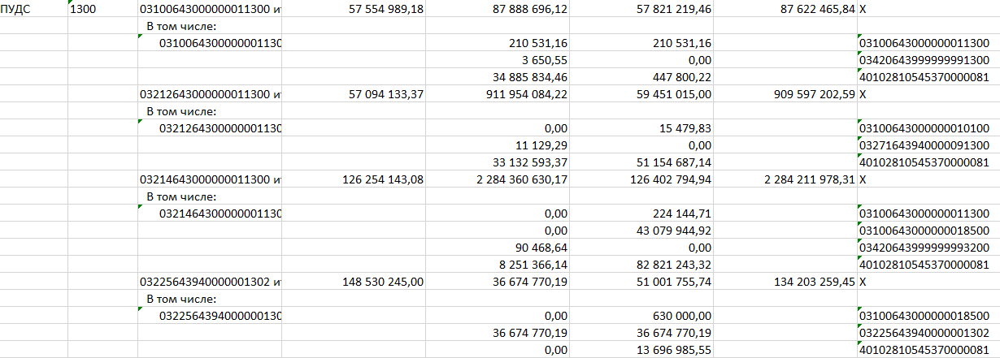 ПУДС 1300 03100643000000011300 ит 57 554 989,18 87 888 696,12 57 821 219,46 87 622 465,84 X
В том числе:
0310064300000001130 210 531,16 210 531,16 03100643000000011300
3 650,55 0,00 03420643999999991300
34 885 834,46 447 800,22 40102810545370000081
03212643000000011300 ит 57 094 133,37 911 954 084,22 59 451 015,00 909 597 202,59 X
В том числе:
0321264300000001130 0,00 15 479,83 03100643000000010100
11 129,29 0,00 03271643940000091300
33 132 593,37 51 154 687,14 40102810545370000081
03214643000000011300 ит 126 254 143,08 2 284 360 630,17 126 402 794,94 2 284 211 978,31 X
В том числе:
0321464300000001130 0,00 224 144,71 03100643000000011300
0,00 43 079 944,92 03100643000000018500
90 468,64 0,00 03420643999999993200
8 251 366,14 82 821 243,32 40102810545370000081
03225643940000001302 ит 148 530 245,00 36 674 770,19 51 001 755,74 134 203 259,45 X
В том числе:
0322564394000000130 0,00 630 000,00 03100643000000018500
36 674 770,19 36 674 770,19 03225643940000001302
0,00 13 696 985,55 40102810545370000081